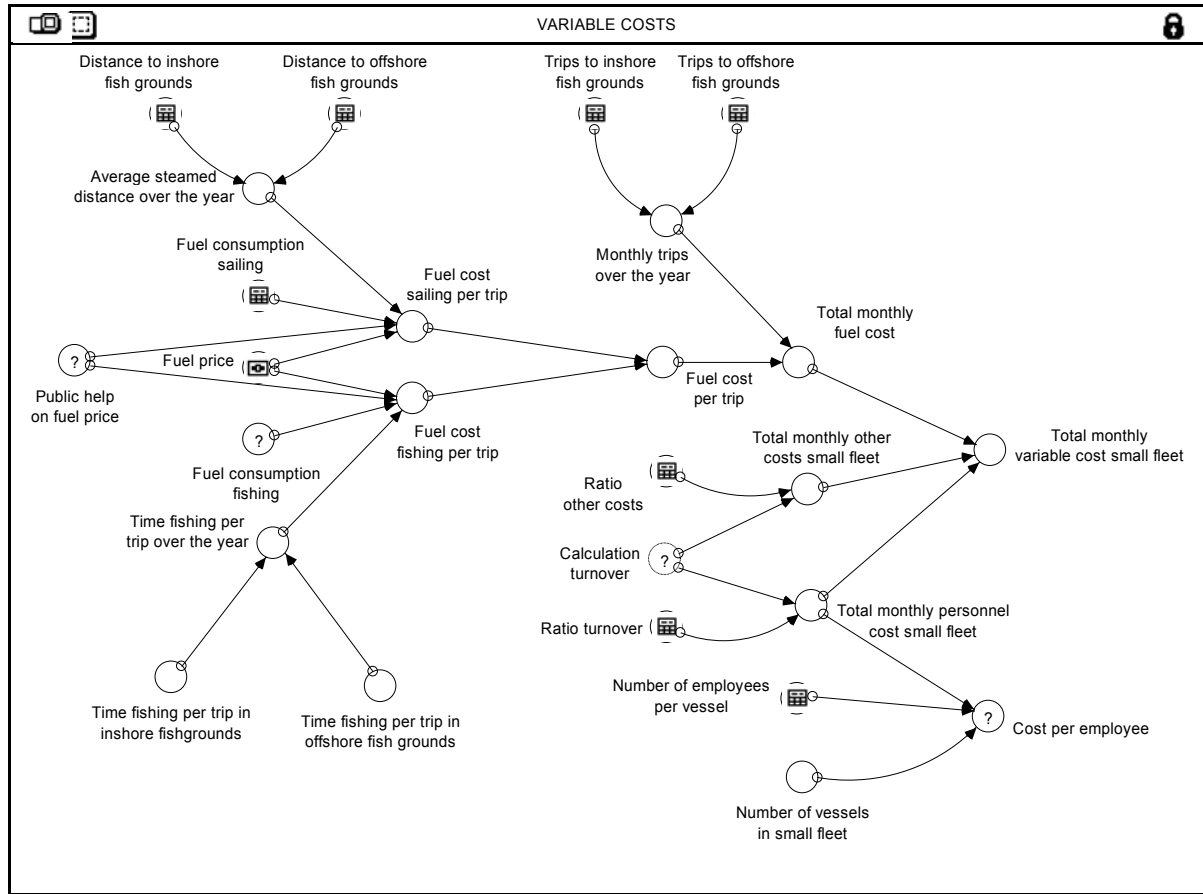 VARIABLE COSTS
Distance to inshore
fish grounds
Distance to offshore
fish grounds
Trips to inshore
fish grounds
Trips to offshore
fish grounds
Average steamed
distance over the year
Fuel consumption
sailing
Fuel cost
sailing per trip
Monthly trips
over the year
Total monthly
fuel cost
?
Public help
on fuel price
Fuel price
Fuel cost
per trip
?
Fuel consumption
fishing
Fuel cost
fishing per trip
Total monthly other
costs small fleet
Total monthly
variable cost small fleet
Ratio
other costs
Time fishing per
trip over the year
Calculation
turnover
?
Ratio turnover
Total monthly personnel
cost small fleet
Time fishing per trip in
inshore fishgrounds
Time fishing per trip in
offshore fish grounds
Number of employees
per vessel
?
Cost per employee
Number of vessels
in small fleet